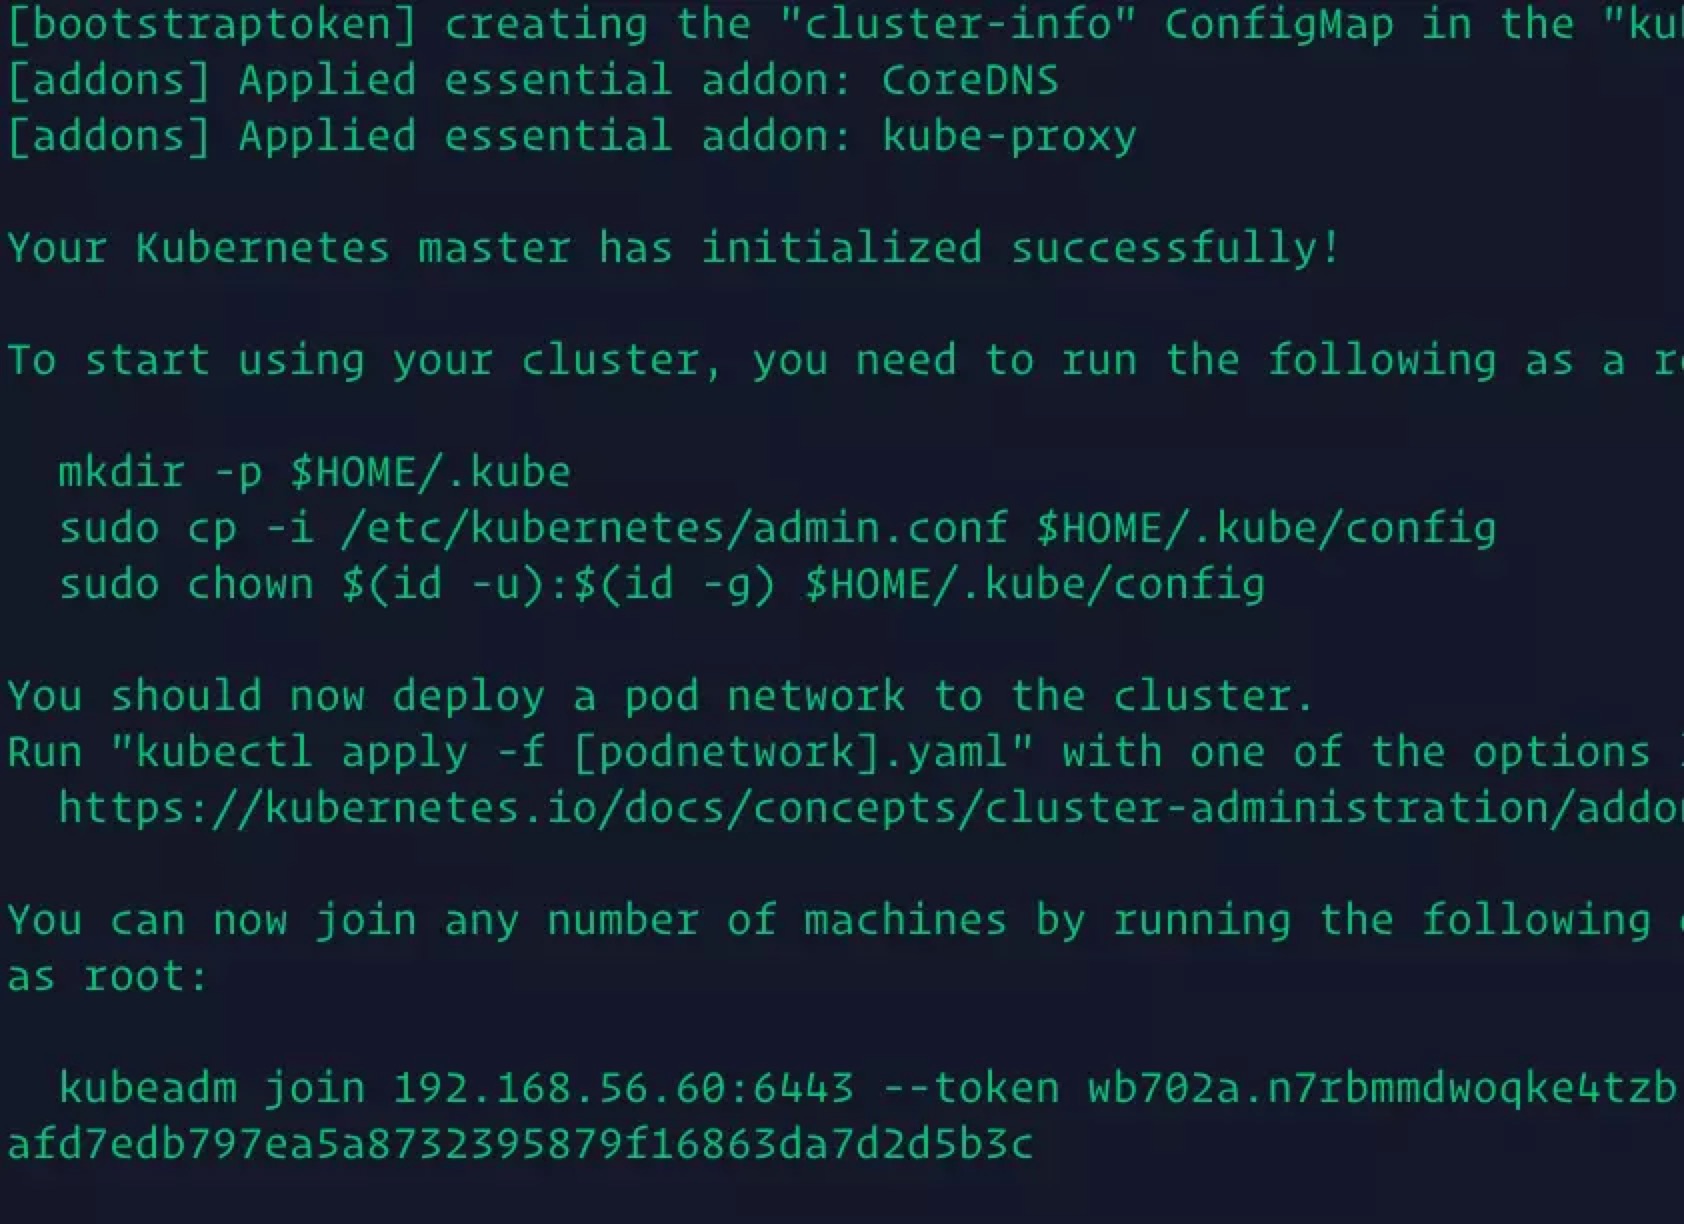 [bootstraptoken] creating the "cluster-info" ConfigMap in the
[addons] Applied essential addon: CoreDNS
[addons] Applied essential addon: kube-proxy
Your Kubernetes master has initialized successfully!
To start using your cluster, you need to run the following as a
mkdir -p $HOME/.kube
sudo cp -i /etc/kubernetes/admin.conf $HOME/.kube/config
sudo chown $(id -u):$(id -g) $HOME/.kube/config
You should now deploy a pod network to the cluster.
Run "kubectl apply -f [podnetwork].yaml" with one of the options
https://kubernetes.io/docs/concepts/cluster-administration/addo
You can now join any number of machines by running the following
as root:
kubeadm join 192.168.56.60:6443 --token wb702a.n7rbmmdwoqke4tzb
afd7edb797ea5a8732395879f16863da7d2d5b3c